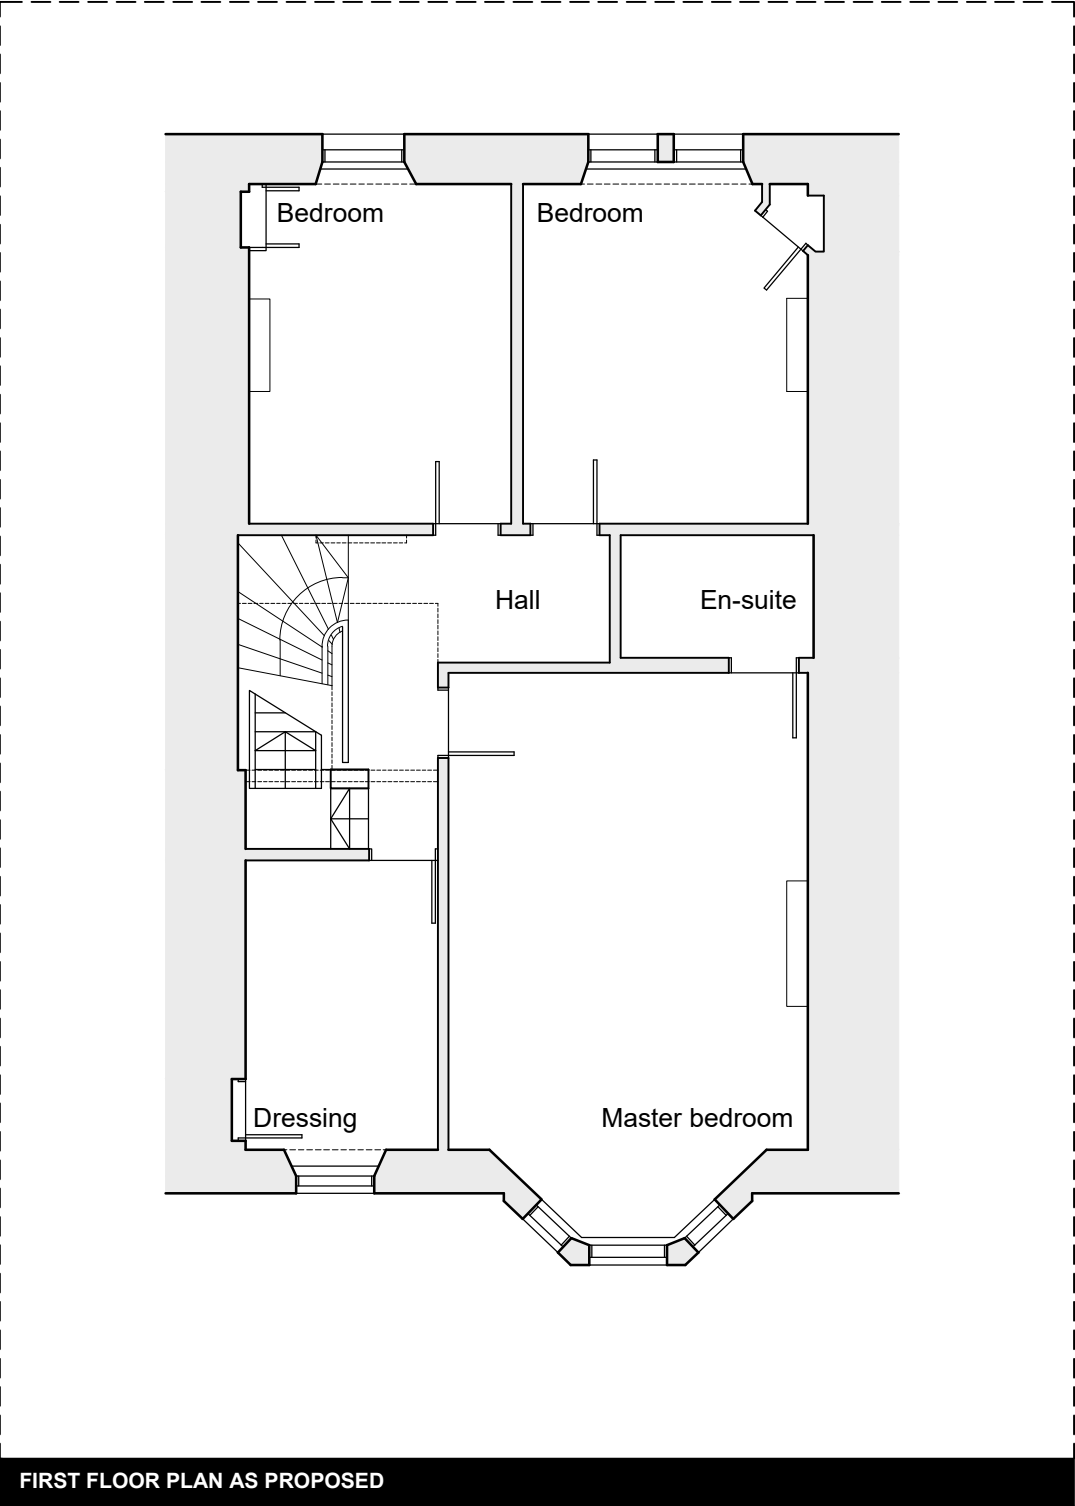 Bedroom
Bedroom
Hall
En-suite
Dressing
Master bedroom
FIRST FLOOR PLAN AS PROPOSED